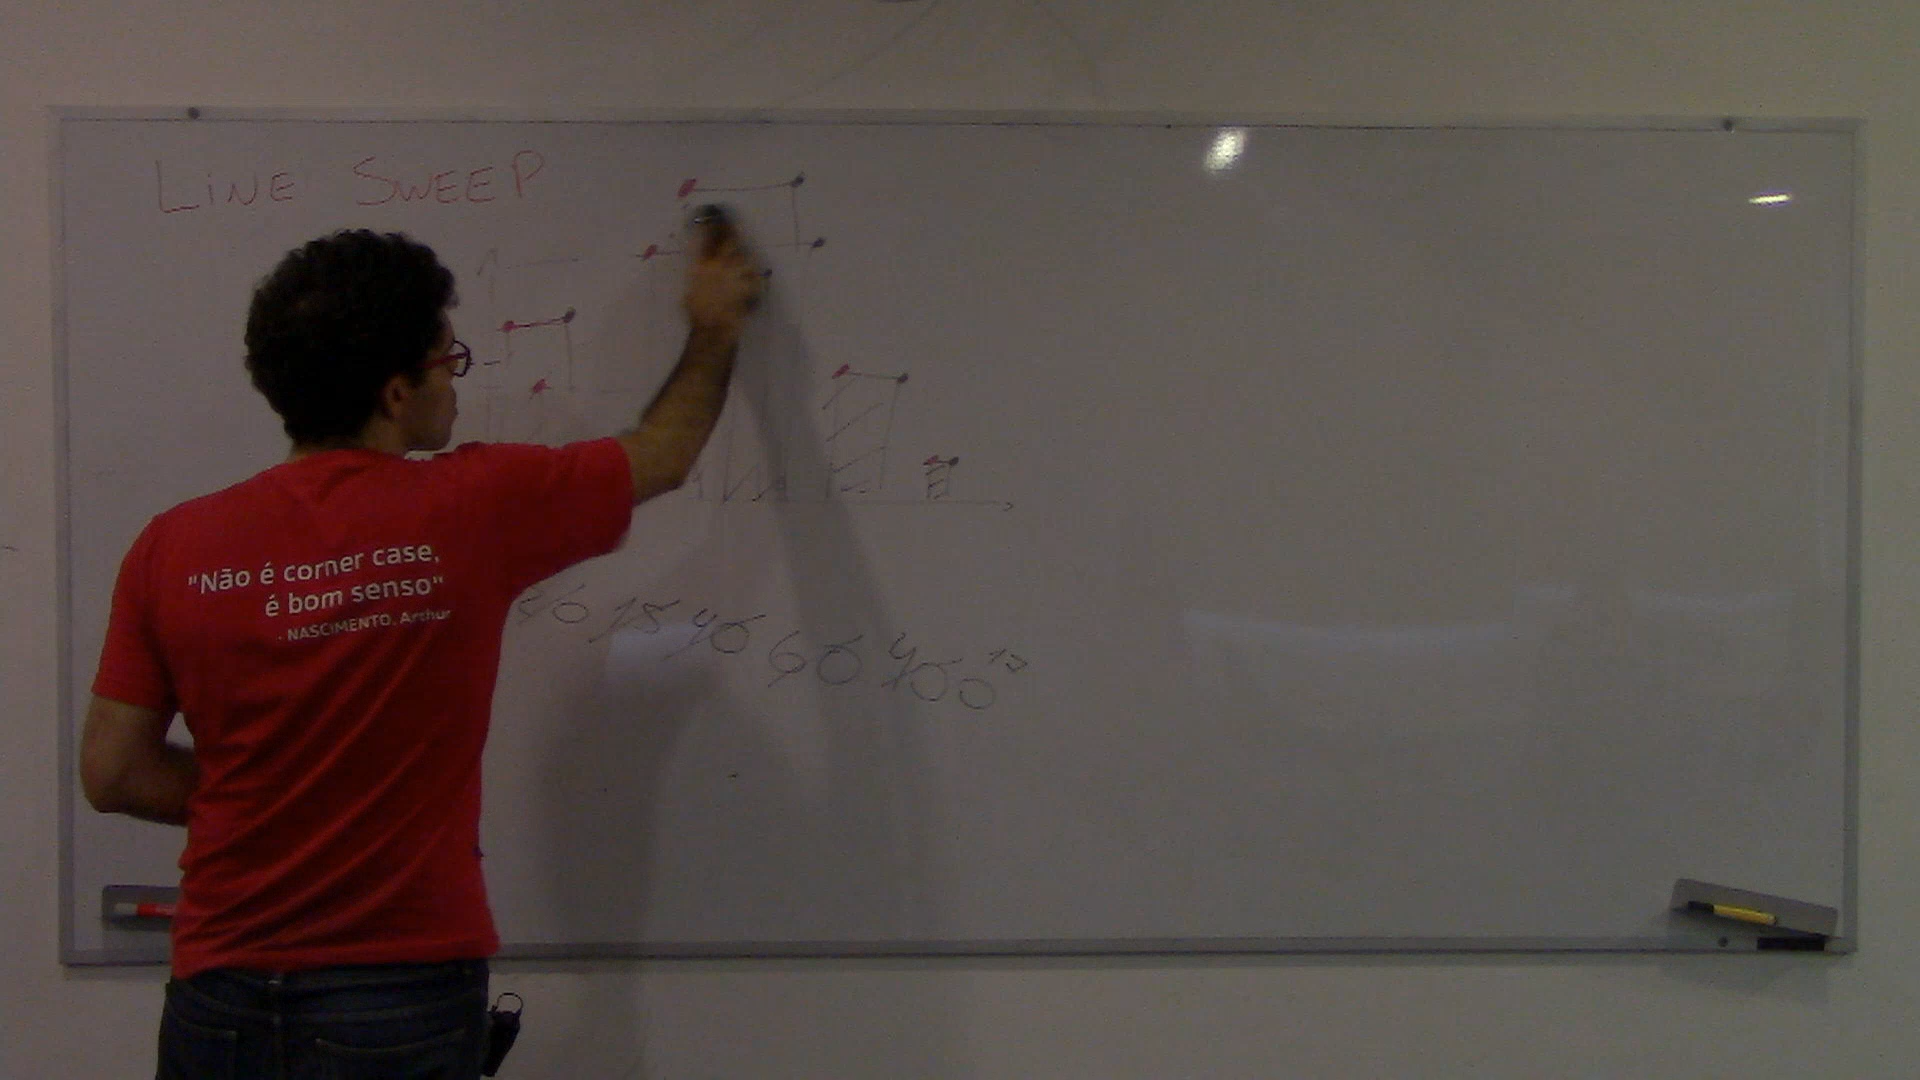 LINE SWEEP
"Não é corner case,
é bom senso"
- NASCIMENTO, Arthur